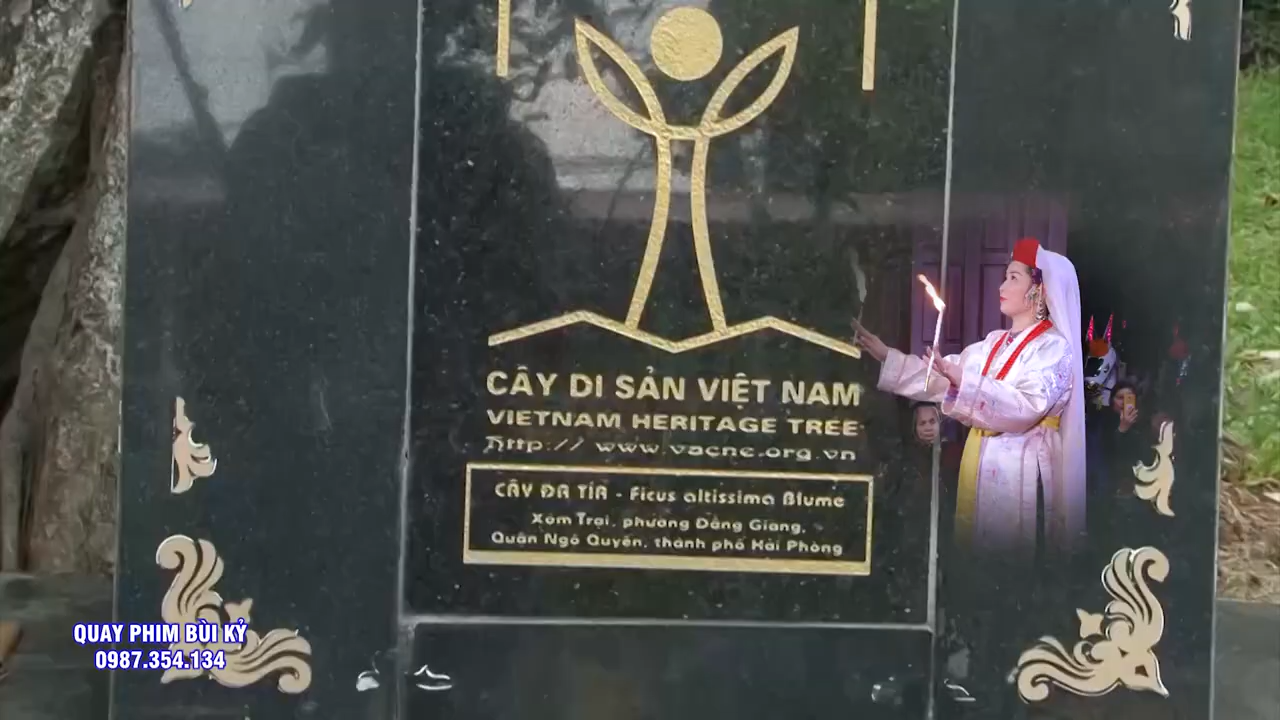 CÂY DI SẢN VIỆT NAM
VIETNAM HERITAGE TREE
http://www.vacne.org.vn
CÂY ĐA TÍA - Ficus altissima Blume
Xóm Trại, phường Đằng Giang,
Quận Ngô Quyền, thành phố Hải Phòng
QUAY PHIM BÙI KỶ
0987.354.134